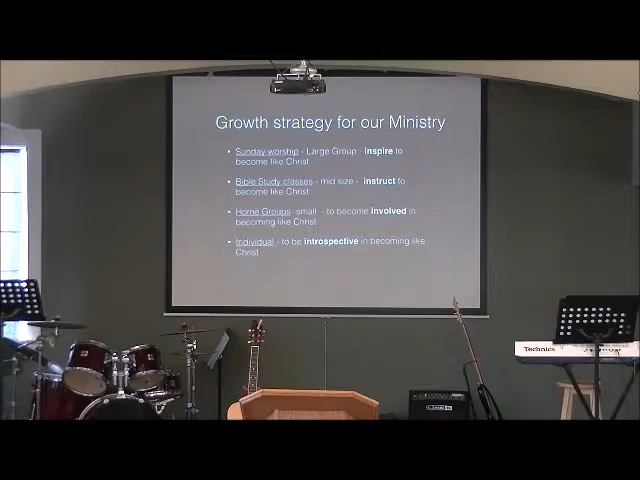 Growth strategy for our Ministry
• Sunday worship - Large Group - inspire to
become like Christ
• Bible Study classes - mid size - instruct to
become like Christ
• Home Groups -small - to become involved in
becoming like Christ
• Individual - to be introspective in becoming like
Christ
Technics
LINE 6